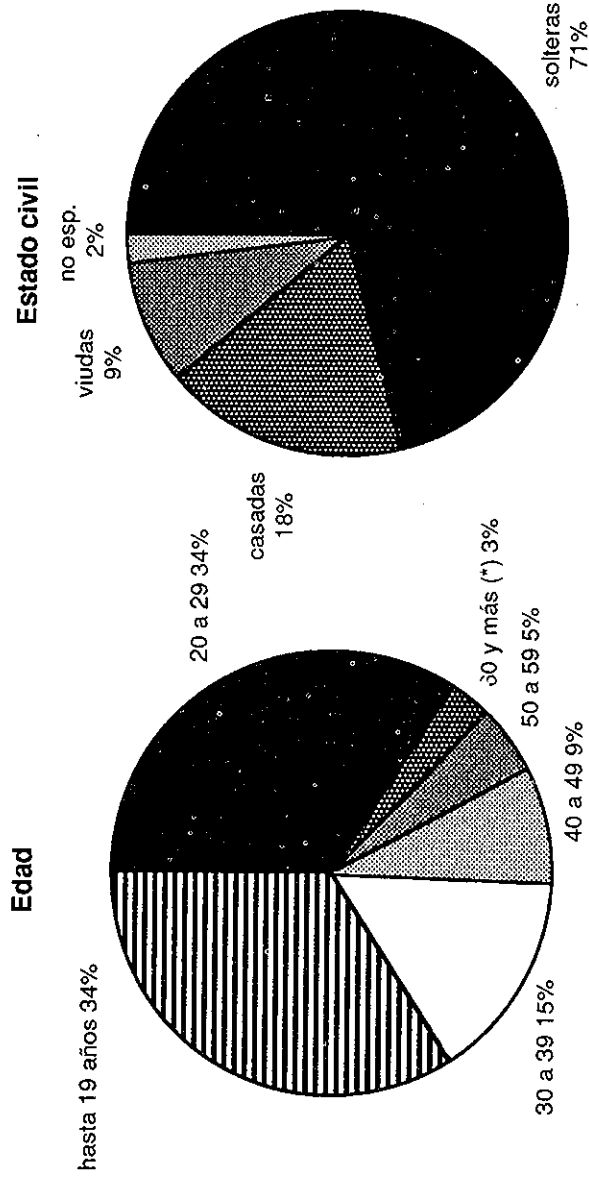 Edad
hasta 19 años 34%
20 a 29 34%
60 y más (*) 3%
50 a 59 5%
40 a 49 9%
30 a 39 15%
Estado civil
no esp.
2%
viudas
9%
casadas
18%
solteras
71%